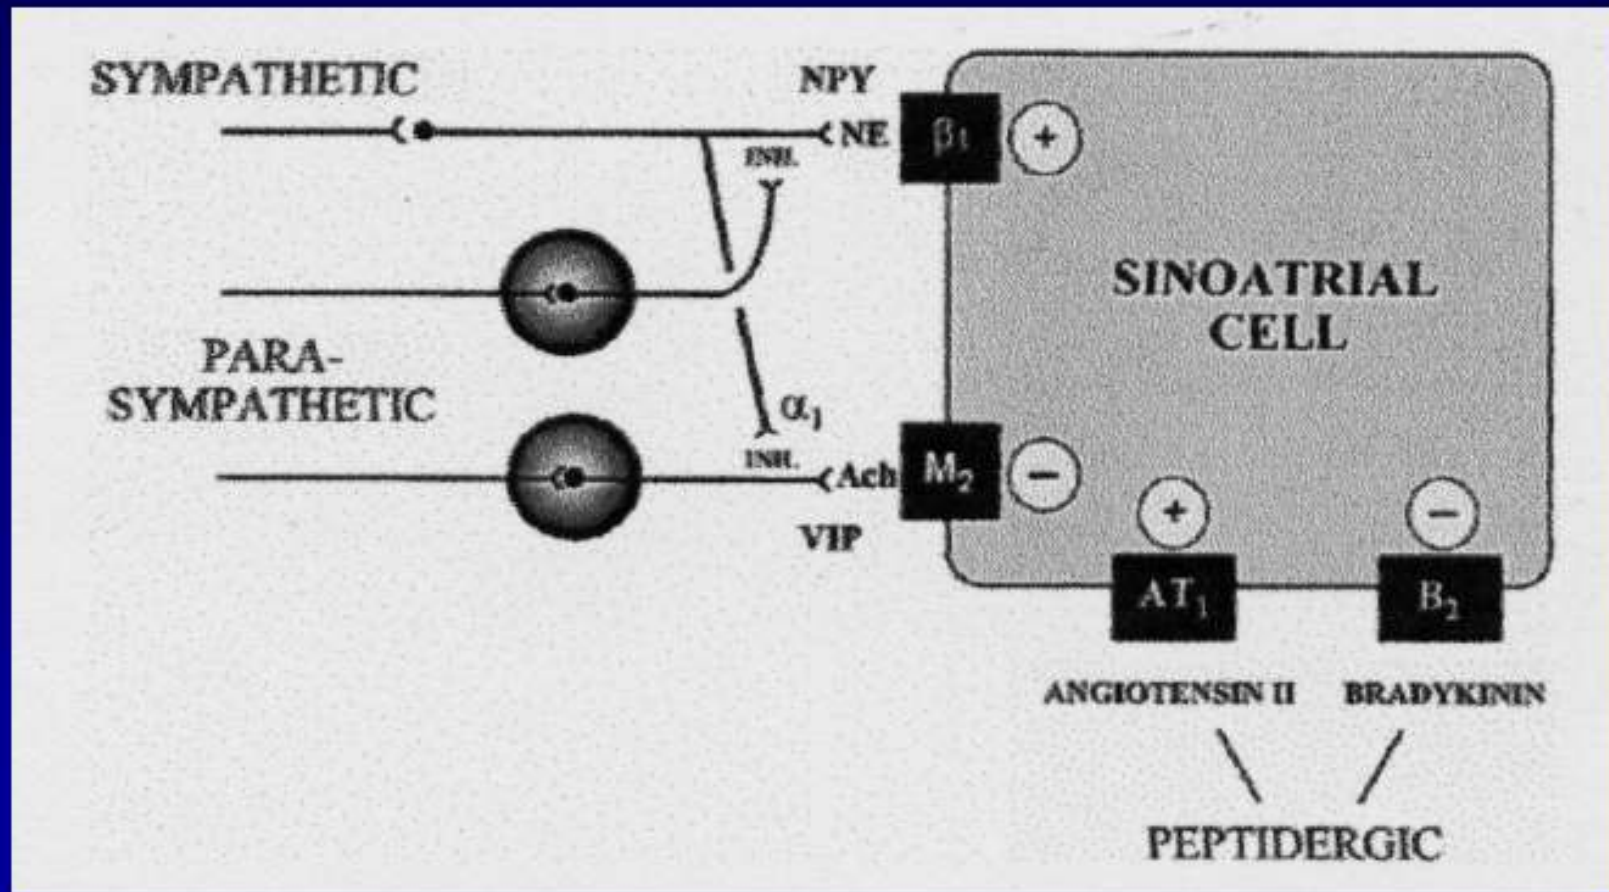 SYMPATHETIC
NPY
NE
β₁
+
INH.
SINOATRIAL
CELL
PARA-
SYMPATHETIC
α₁
INH.
Ach
M₂
−
VIP
+
−
AT₁
B₂
ANGIOTENSIN II
BRADYKININ
PEPTIDERGIC